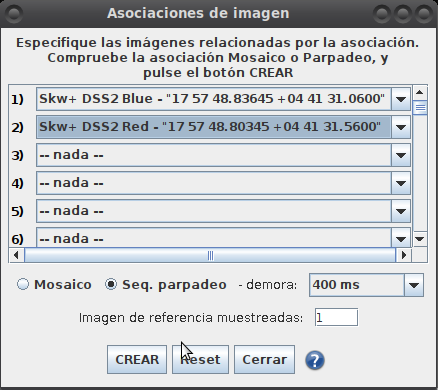 Asociaciones de imagen
Especifique las imágenes relacionadas por la asociación.
Compruebe la asociación Mosaico o Parpadeo, y
pulse el botón CREAR
1) Skw+ DSS2 Blue - "17 57 48.83645 +04 41 31.0600"
2) Skw+ DSS2 Red - "17 57 48.80345 +04 41 31.5600"
3) -- nada --
4) -- nada --
5) -- nada --
6) -- nada --
Mosaico Seq. parpadeo - demora: 400 ms
Imagen de referencia muestreadas: 1
CREAR Reset Cerrar ?